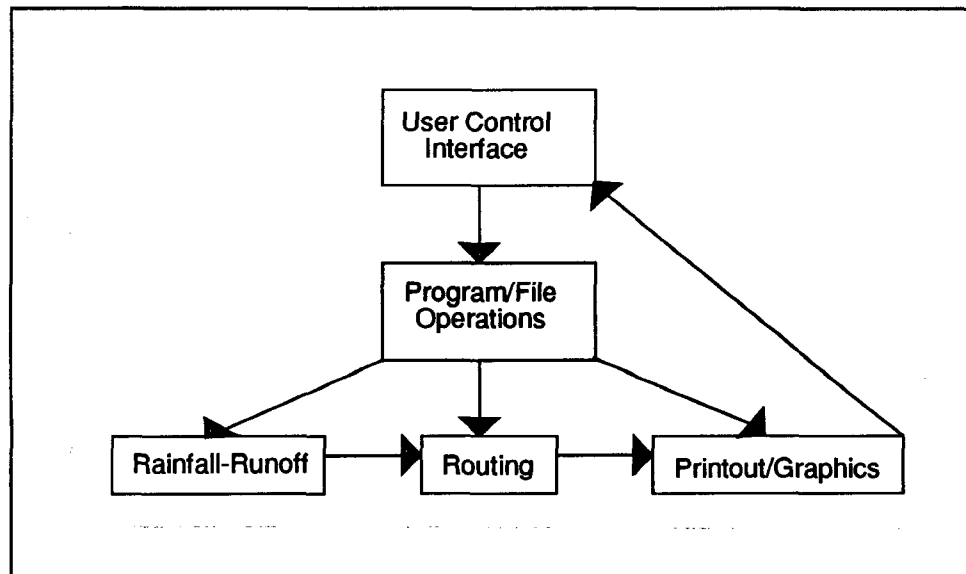 User Control
Interface
Program/File
Operations
Rainfall-Runoff
Routing
Printout/Graphics